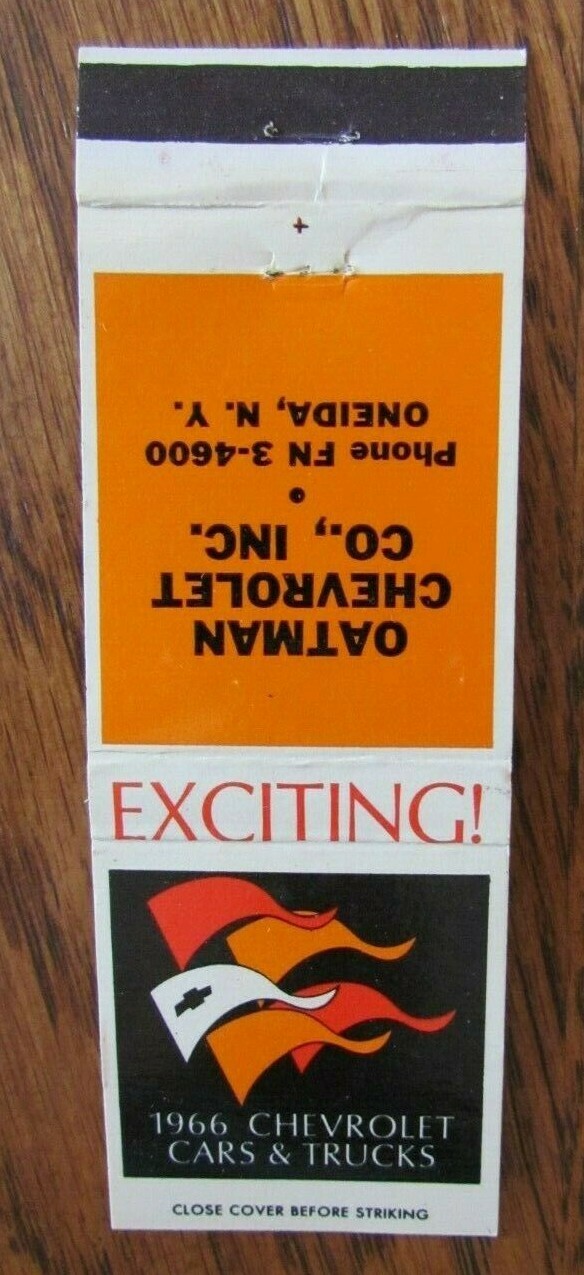 OATMAN
CHEVROLET
CO., INC.
•
Phone FN 3-4600
ONEIDA, N. Y.
EXCITING!
1966 CHEVROLET
CARS & TRUCKS
CLOSE COVER BEFORE STRIKING